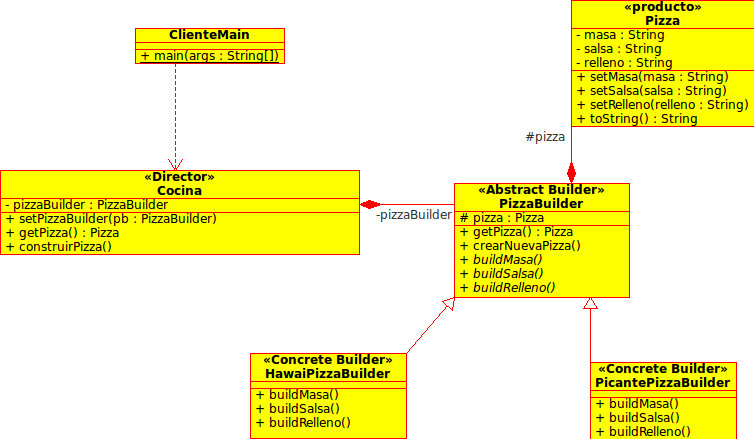 «producto»
Pizza
- masa : String
- salsa : String
- relleno : String
+ setMasa(masa : String)
+ setSalsa(salsa : String)
+ setRelleno(relleno : String)
+ toString() : String
ClienteMain
+ main(args : String[])
#pizza
«Director»
Cocina
- pizzaBuilder : PizzaBuilder
+ setPizzaBuilder(pb : PizzaBuilder)
+ getPizza() : Pizza
+ construirPizza()
-pizzaBuilder
«Abstract Builder»
PizzaBuilder
# pizza : Pizza
+ getPizza() : Pizza
+ crearNuevaPizza()
+ buildMasa()
+ buildSalsa()
+ buildRelleno()
«Concrete Builder»
HawaiPizzaBuilder
+ buildMasa()
+ buildSalsa()
+ buildRelleno()
«Concrete Builder»
PicantePizzaBuilder
+ buildMasa()
+ buildSalsa()
+ buildRelleno()